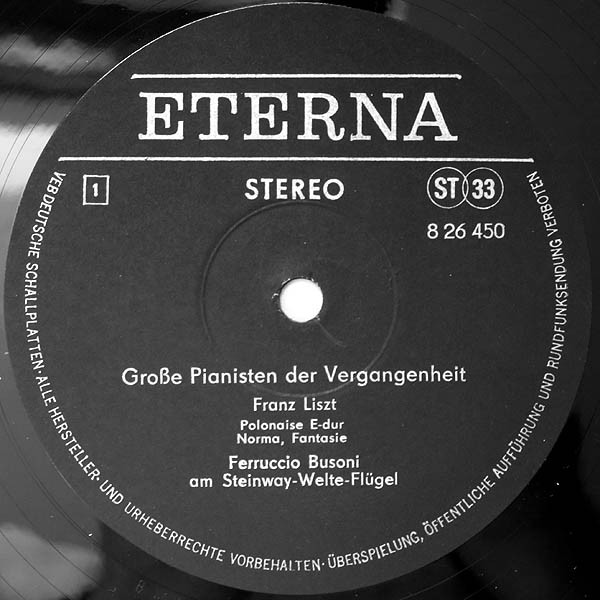 ETERNA
1
STEREO
ST 33
8 26 450
Große Pianisten der Vergangenheit
Franz Liszt
Polonaise E-dur
Norma, Fantasie
Ferruccio Busoni
am Steinway-Welte-Flügel
VEB DEUTSCHE SCHALLPLATTEN · ALLE HERSTELLER- UND URHEBERRECHTE VORBEHALTEN · ÜBERSPIELUNG, ÖFFENTLICHE AUFFÜHRUNG UND RUNDFUNKSENDUNG VERBOTEN